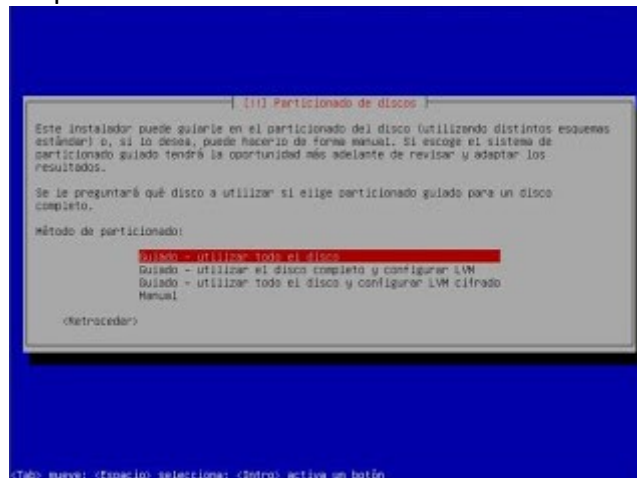 [!!] Particionado de discos
Este instalador puede guiarle en el particionado del disco (utilizando distintos esquemas
estándar) o, si lo desea, puede hacerlo de forma manual. Si escoge el sistema de
particionado guiado tendrá la oportunidad más adelante de revisar y adaptar los
resultados.
Se le preguntará qué disco a utilizar si elige particionado guiado para un disco
completo.
Método de particionado:
Guiado - utilizar todo el disco
Guiado - utilizar el disco completo y configurar LVM
Guiado - utilizar todo el disco y configurar LVM cifrado
Manual
<Retroceder>
<Tab> mueve; <Espacio> selecciona; <Intro> activa un botón